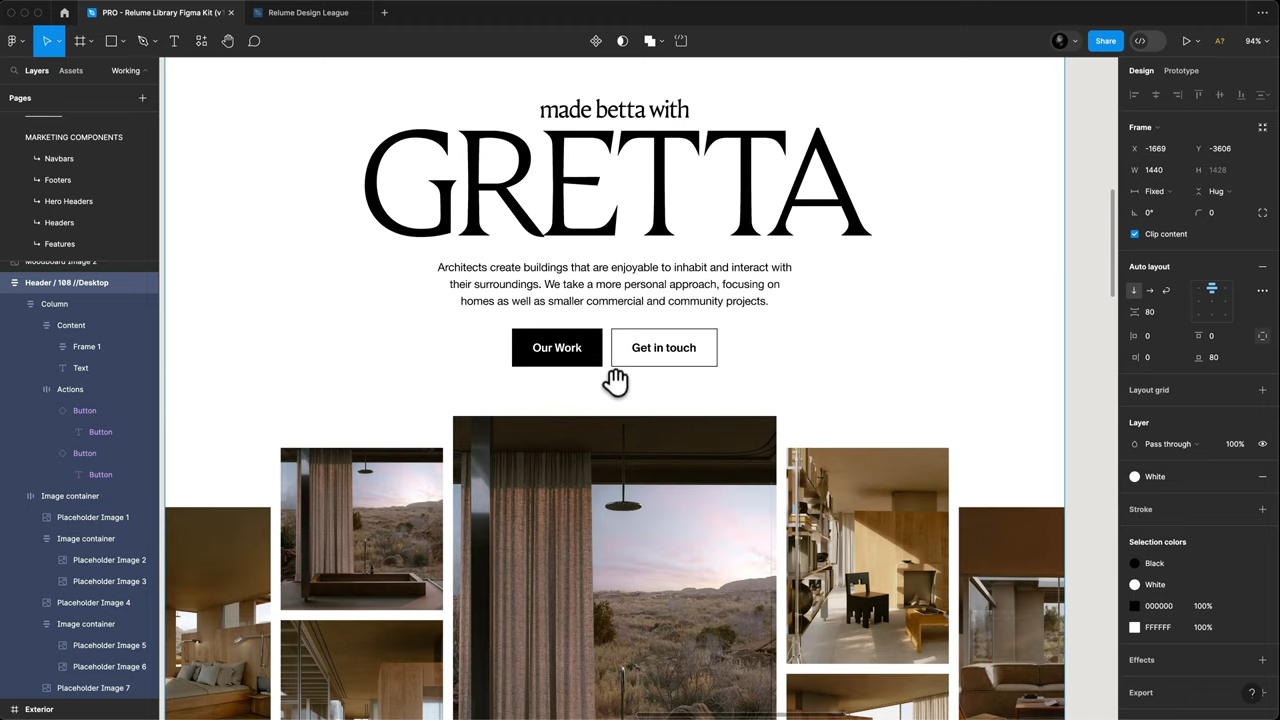 PRO - Relume Library Figma Kit (v
Relume Design League
Share
A?
94%
Layers
Assets
Working
Pages
MARKETING COMPONENTS
Navbars
Footers
Hero Headers
Headers
Features
Moodboard Image 2
Header / 108 //Desktop
Column
Content
Frame 1
Text
Actions
Button
Button
Button
Button
Image container
Placeholder Image 1
Image container
Placeholder Image 2
Placeholder Image 3
Placeholder Image 4
Image container
Placeholder Image 5
Placeholder Image 6
Placeholder Image 7
Exterior
made betta with
GRETTA
Architects create buildings that are enjoyable to inhabit and interact with
their surroundings. We take a more personal approach, focusing on
homes as well as smaller commercial and community projects.
Our Work
Get in touch
Design
Prototype
Frame
X -1669 Y -3606
W 1440 H 1428
Fixed Hug
0° 0
Clip content
Auto layout
80
0 0
0 80
Layout grid
Layer
Pass through 100%
White
Stroke
Selection colors
Black
White
000000 100%
FFFFFF 100%
Effects
Export
?